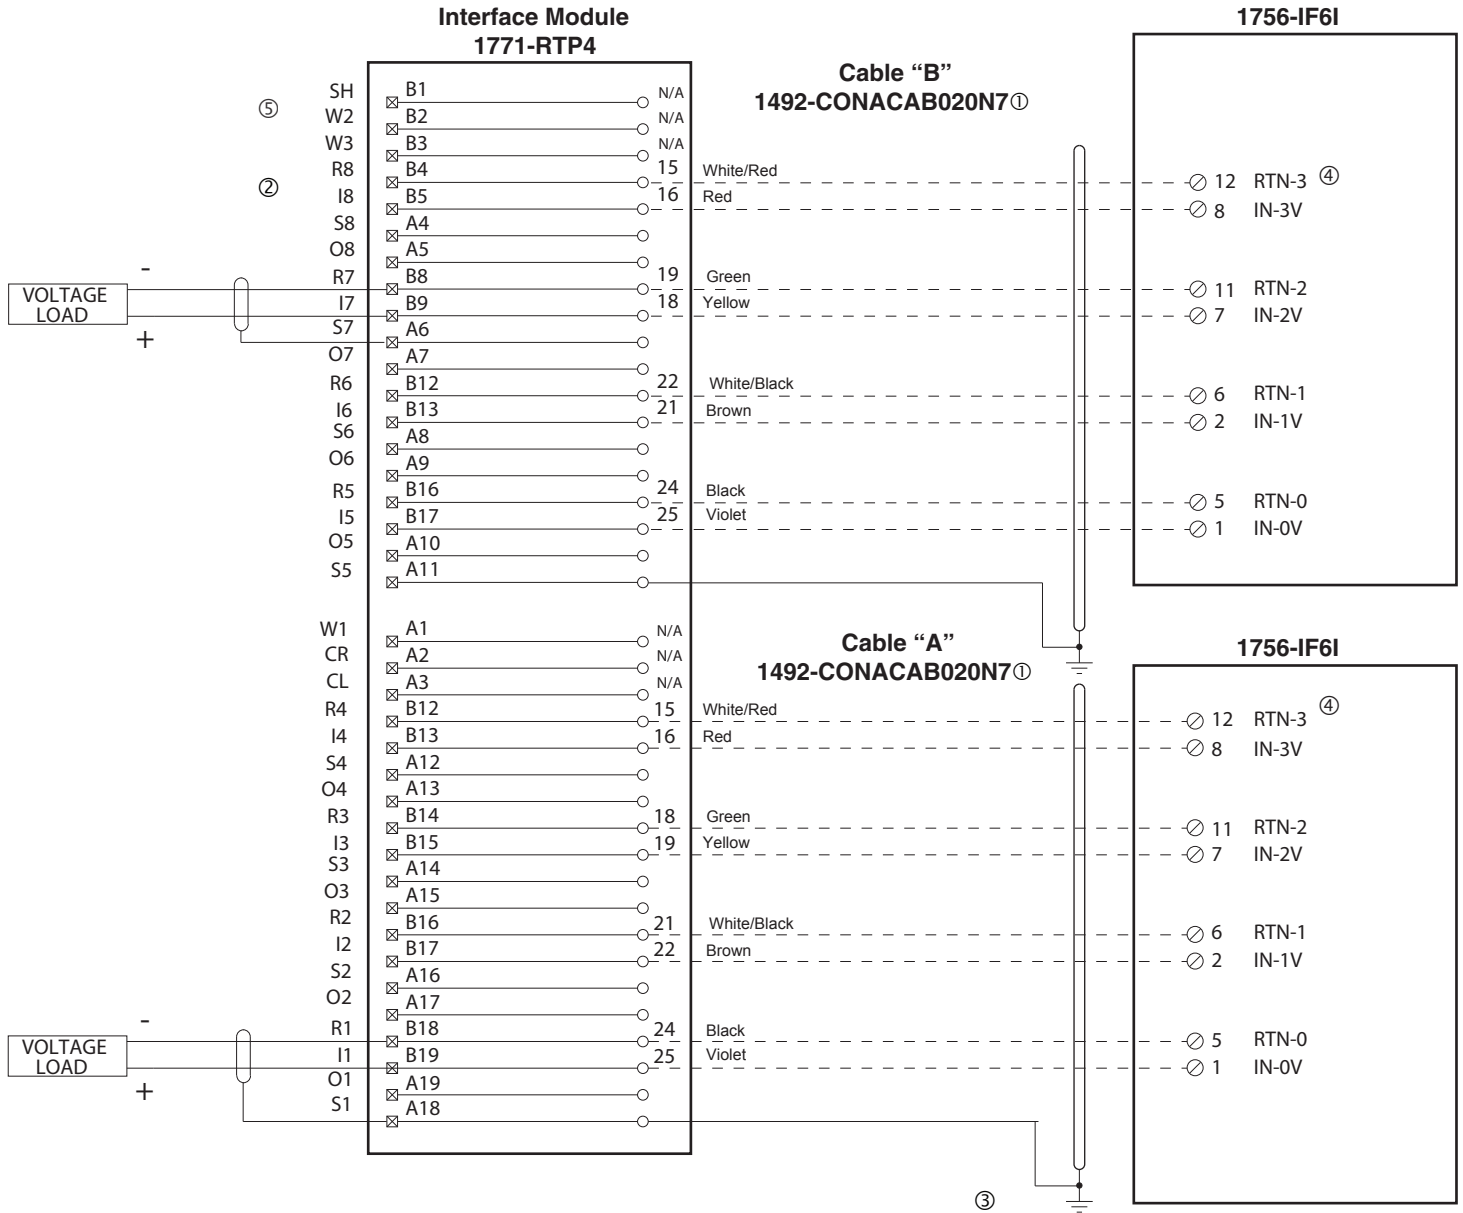 Interface Module
1771-RTP4
1756-IF6I
Cable “B”
1492-CONACAB020N7①
⑤
②
SH B1 N/A
W2 B2 N/A
W3 B3 N/A
R8 B4 15 White/Red 12 RTN-3 ④
I8 B5 16 Red 8 IN-3V
S8 A4
O8 A5
- R7 B8 19 Green 11 RTN-2
VOLTAGE
LOAD
I7 B9 18 Yellow 7 IN-2V
+ S7 A6
O7 A7
R6 B12 22 White/Black 6 RTN-1
I6 B13 21 Brown 2 IN-1V
S6 A8
O6 A9
R5 B16 24 Black 5 RTN-0
I5 B17 25 Violet 1 IN-0V
O5 A10
S5 A11
Cable “A”
1492-CONACAB020N7①
1756-IF6I
W1 A1 N/A
CR A2 N/A
CL A3 N/A
R4 B12 15 White/Red 12 RTN-3 ④
I4 B13 16 Red 8 IN-3V
S4 A12
O4 A13
R3 B14 18 Green 11 RTN-2
I3 B15 19 Yellow 7 IN-2V
S3 A14
O3 A15
R2 B16 21 White/Black 6 RTN-1
I2 B17 22 Brown 2 IN-1V
S2 A16
O2 A17
- R1 B18 24 Black 5 RTN-0
VOLTAGE
LOAD
I1 B19 25 Violet 1 IN-0V
+ O1 A19
S1 A18
③